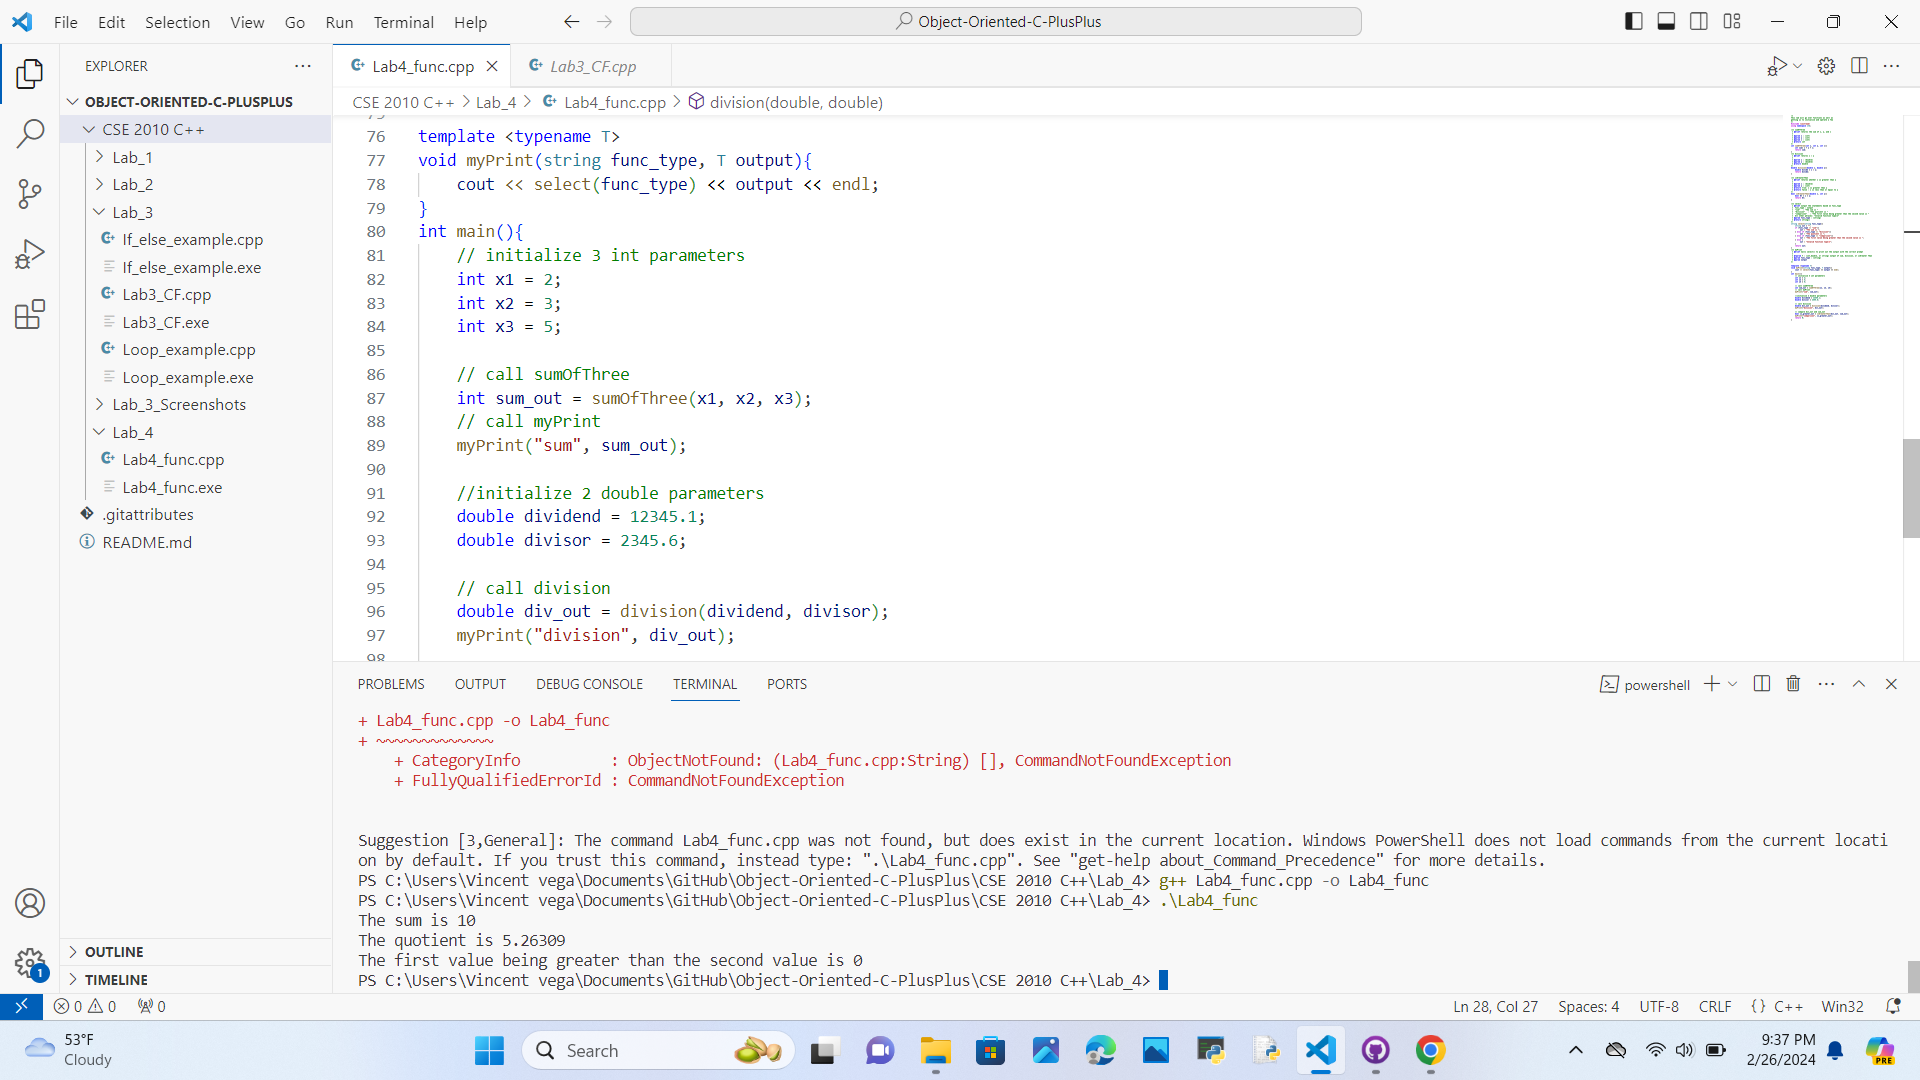 File Edit Selection View Go Run Terminal Help
Object-Oriented-C-PlusPlus
EXPLORER
OBJECT-ORIENTED-C-PLUSPLUS
CSE 2010 C++
Lab_1
Lab_2
Lab_3
If_else_example.cpp
If_else_example.exe
Lab3_CF.cpp
Lab3_CF.exe
Loop_example.cpp
Loop_example.exe
Lab_3_Screenshots
Lab_4
Lab4_func.cpp
Lab4_func.exe
.gitattributes
README.md
OUTLINE
TIMELINE
Lab4_func.cpp
Lab3_CF.cpp
CSE 2010 C++ > Lab_4 > Lab4_func.cpp > division(double, double)
75
76 template <typename T>
77 void myPrint(string func_type, T output){
78 cout << select(func_type) << output << endl;
79 }
80 int main(){
81 // initialize 3 int parameters
82 int x1 = 2;
83 int x2 = 3;
84 int x3 = 5;
85
86 // call sumOfThree
87 int sum_out = sumOfThree(x1, x2, x3);
88 // call myPrint
89 myPrint("sum", sum_out);
90
91 //initialize 2 double parameters
92 double dividend = 12345.1;
93 double divisor = 2345.6;
94
95 // call division
96 double div_out = division(dividend, divisor);
97 myPrint("division", div_out);
98
PROBLEMS OUTPUT DEBUG CONSOLE TERMINAL PORTS
powershell
+ Lab4_func.cpp -o Lab4_func
+ ~~~~~~~~~~~~~
+ CategoryInfo : ObjectNotFound: (Lab4_func.cpp:String) [], CommandNotFoundException
+ FullyQualifiedErrorId : CommandNotFoundException
Suggestion [3,General]: The command Lab4_func.cpp was not found, but does exist in the current location. Windows PowerShell does not load commands from the current locati
on by default. If you trust this command, instead type: ".\Lab4_func.cpp". See "get-help about_Command_Precedence" for more details.
PS C:\Users\Vincent vega\Documents\GitHub\Object-Oriented-C-PlusPlus\CSE 2010 C++\Lab_4> g++ Lab4_func.cpp -o Lab4_func
PS C:\Users\Vincent vega\Documents\GitHub\Object-Oriented-C-PlusPlus\CSE 2010 C++\Lab_4> .\Lab4_func
The sum is 10
The quotient is 5.26309
The first value being greater than the second value is 0
PS C:\Users\Vincent vega\Documents\GitHub\Object-Oriented-C-PlusPlus\CSE 2010 C++\Lab_4>
1
0 0 0
Ln 28, Col 27 Spaces: 4 UTF-8 CRLF {} C++ Win32
53°F
Cloudy
Search
9:37 PM
2/26/2024
PRE